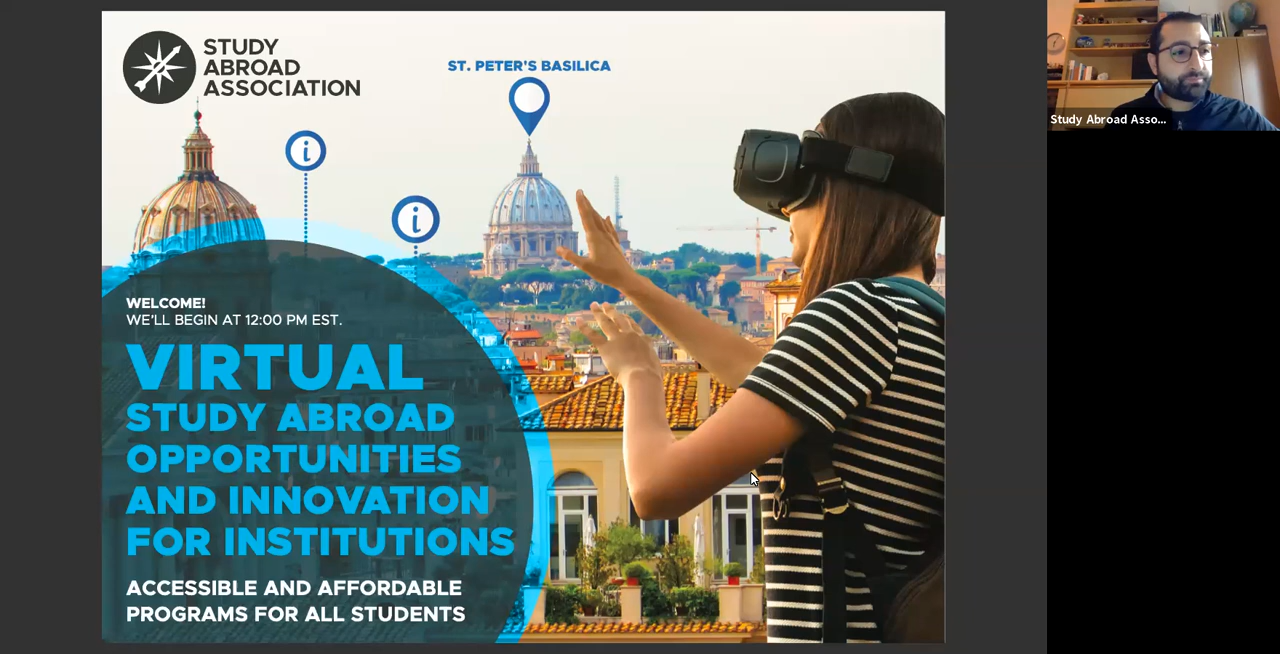 STUDY
ABROAD
ASSOCIATION
ST. PETER'S BASILICA
i
i
WELCOME!
WE'LL BEGIN AT 12:00 PM EST.
VIRTUAL
STUDY ABROAD
OPPORTUNITIES
AND INNOVATION
FOR INSTITUTIONS
ACCESSIBLE AND AFFORDABLE
PROGRAMS FOR ALL STUDENTS
Study Abroad Asso...